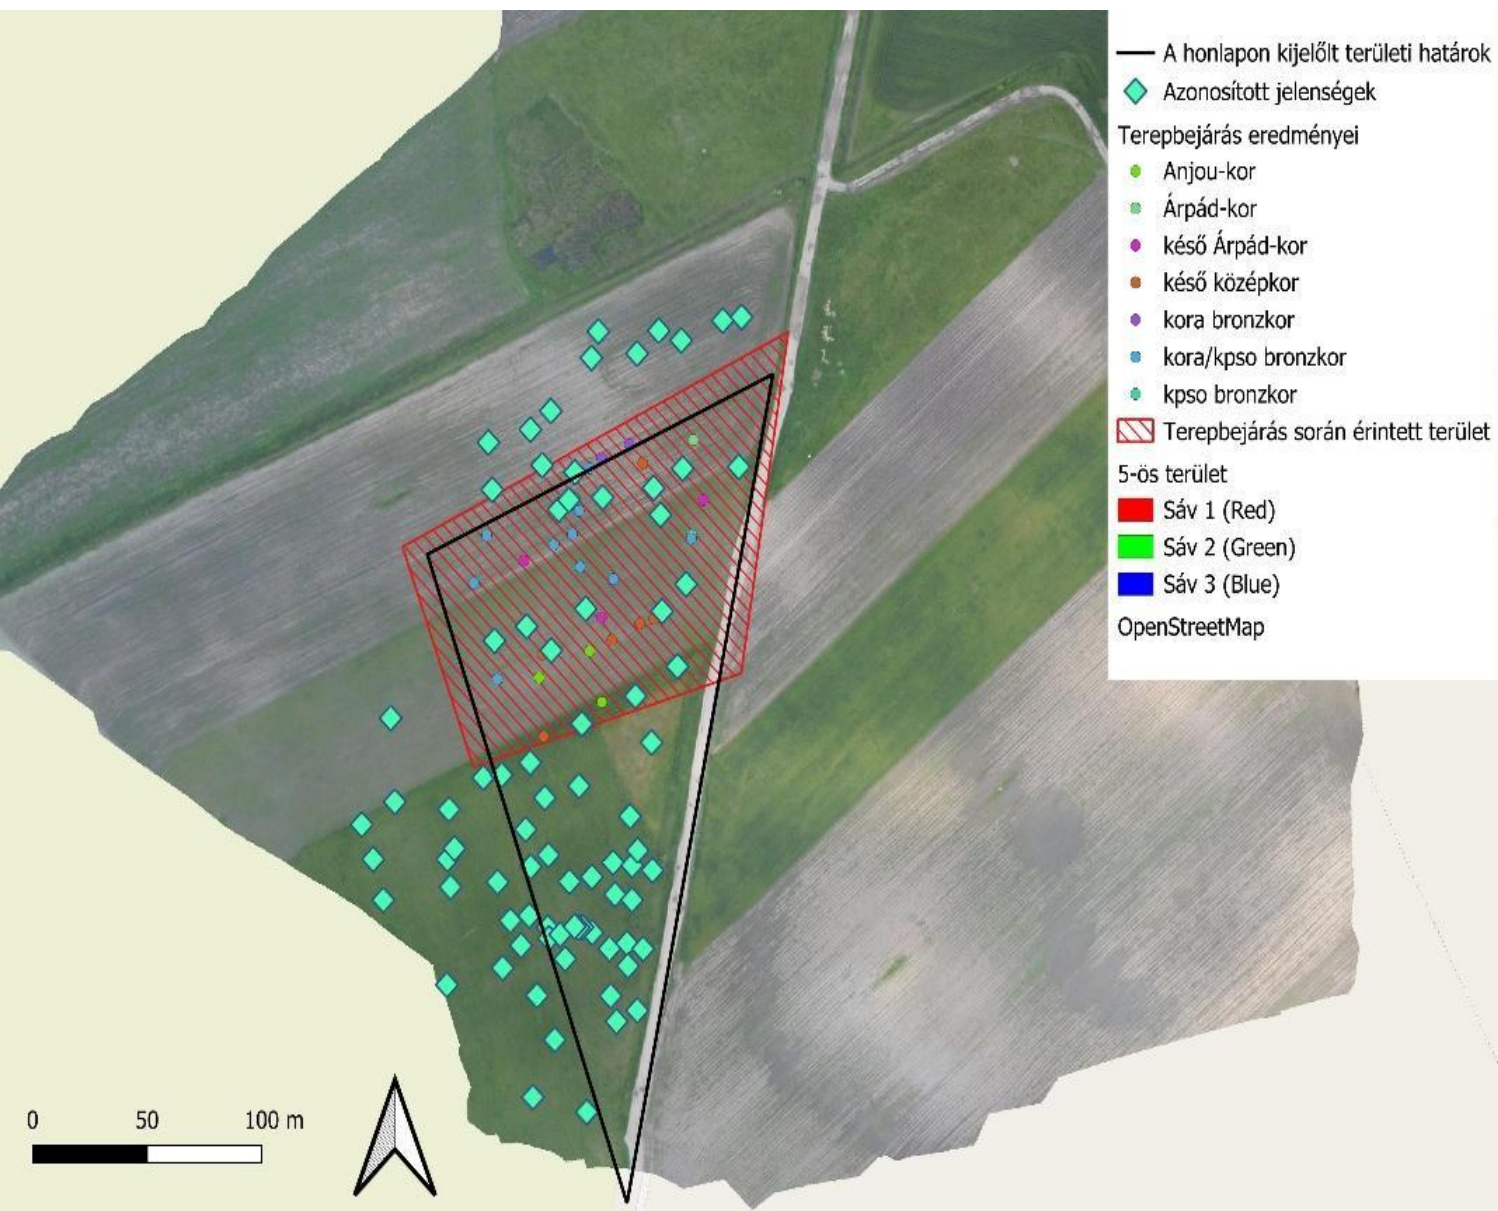 A honlapon kijelőlt területi határok
Azonosított jelenségek
Terepbejárás eredményei
Anjou-kor
Árpád-kor
késő Árpád-kor
késő középkor
kora bronzkor
kora/kpso bronzkor
kpso bronzkor
Terepbejárás során érintett terület
5-ös terület
Sáv 1 (Red)
Sáv 2 (Green)
Sáv 3 (Blue)
OpenStreetMap
0 50 100 m